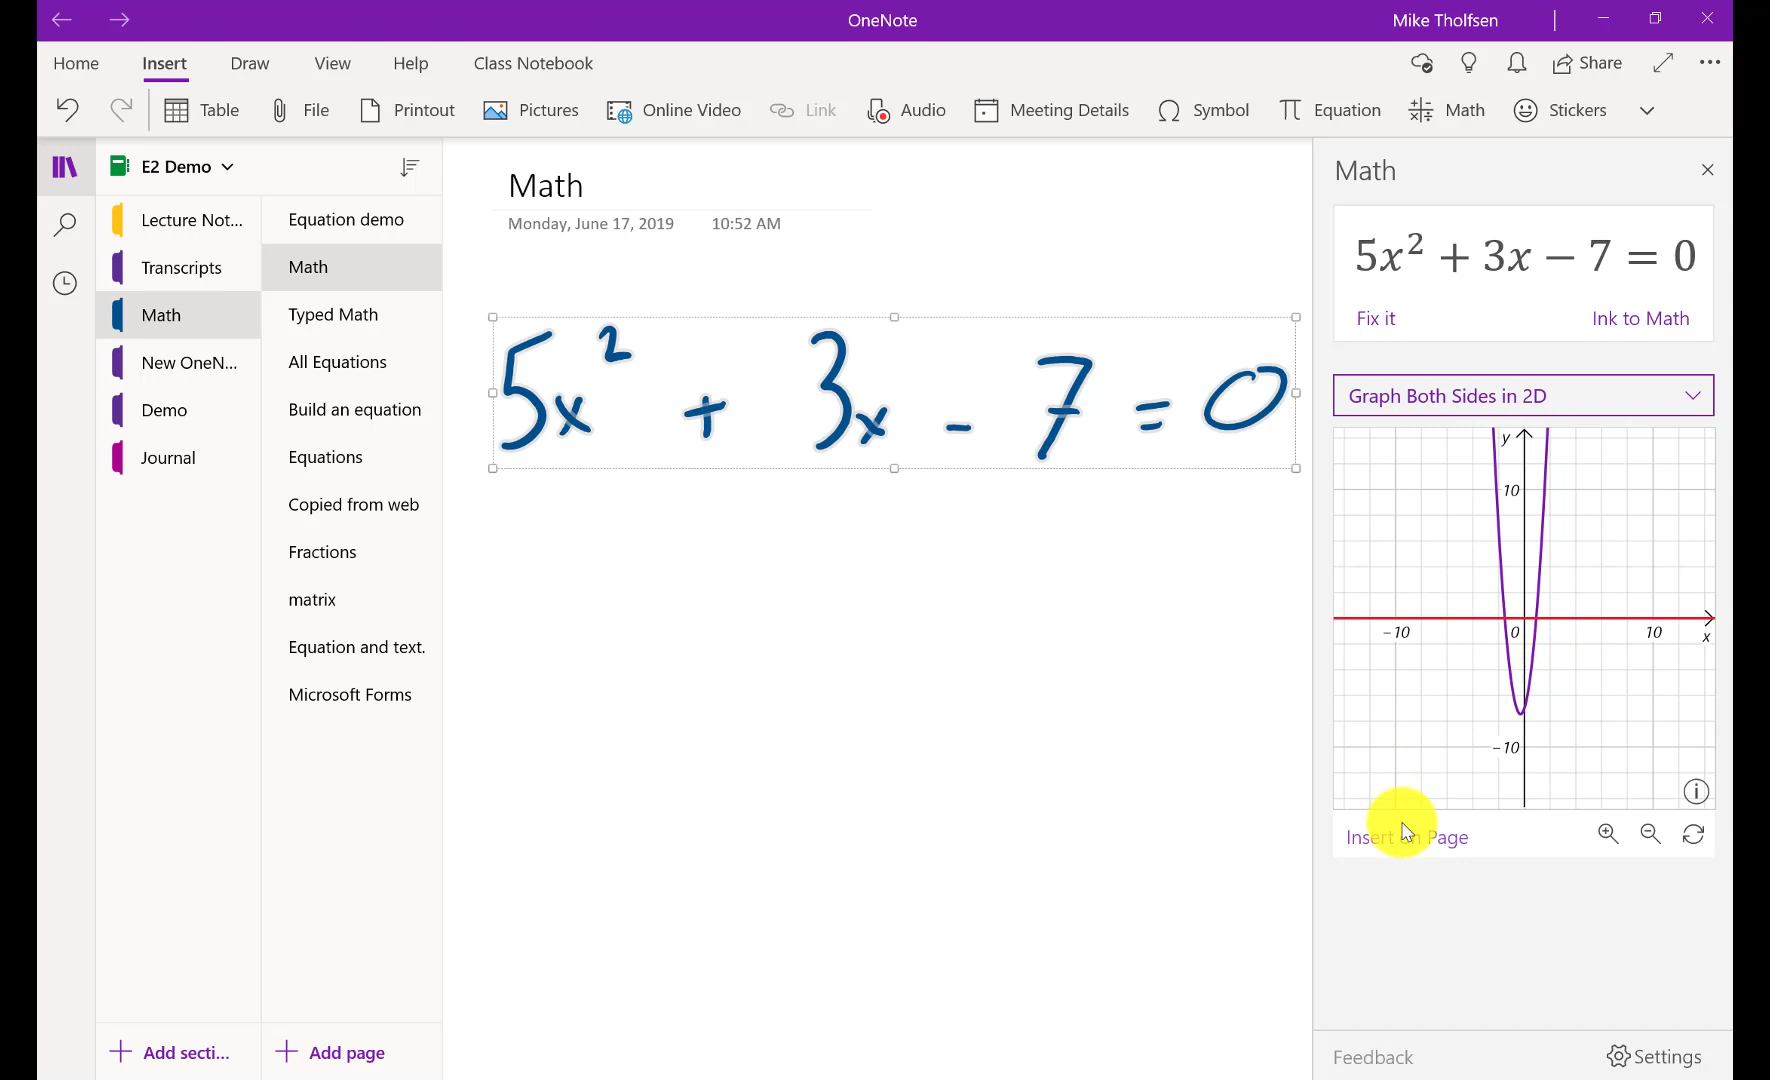 OneNote
Mike Tholfsen
Home Insert Draw View Help Class Notebook
Share
Table File Printout Pictures Online Video Link Audio Meeting Details Symbol Equation Math Stickers
E2 Demo
Lecture Not...
Transcripts
Math
New OneN...
Demo
Journal
Add secti...
Equation demo
Math
Typed Math
All Equations
Build an equation
Equations
Copied from web
Fractions
matrix
Equation and text.
Microsoft Forms
Add page
Math
Monday, June 17, 2019 10:52 AM
5x² + 3x - 7 = 0
Math
5x² + 3x − 7 = 0
Fix it Ink to Math
Graph Both Sides in 2D
y
10
-10 0 10 x
-10
Insert on Page
Feedback Settings